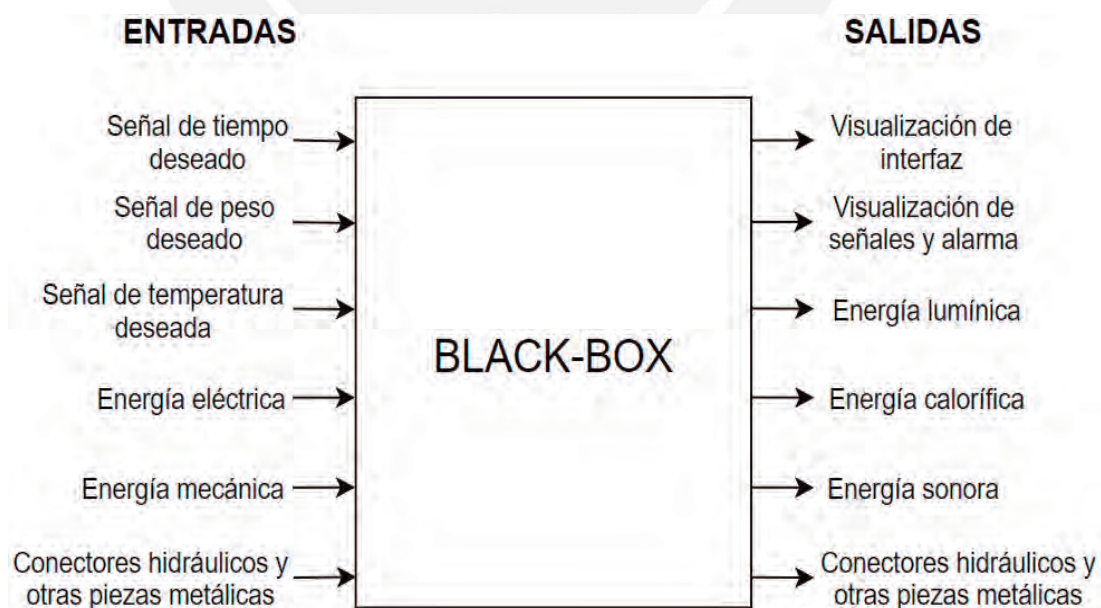 ENTRADAS
SALIDAS
Señal de tiempo
deseado
Señal de peso
deseado
Señal de temperatura
deseada
Energía eléctrica
Energía mecánica
Conectores hidráulicos y
otras piezas metálicas
BLACK-BOX
Visualización de
interfaz
Visualización de
señales y alarma
Energía lumínica
Energía calorífica
Energía sonora
Conectores hidráulicos y
otras piezas metálicas